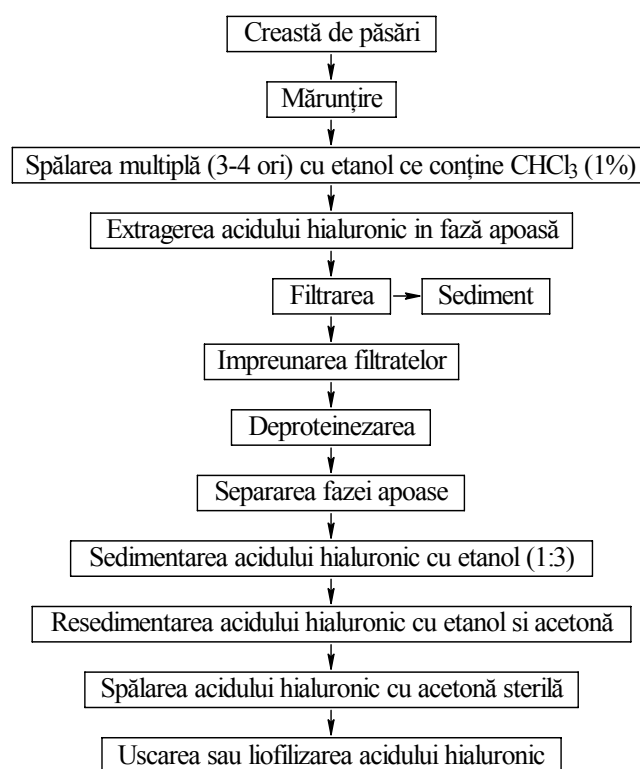 Creastă de păsări
Mărunțire
Spălarea multiplă (3-4 ori) cu etanol ce conține CHCl₃ (1%)
Extragerea acidului hialuronic in fază apoasă
Filtrarea
Sediment
Impreunarea filtratelor
Deproteinezarea
Separarea fazei apoase
Sedimentarea acidului hialuronic cu etanol (1:3)
Resedimentarea acidului hialuronic cu etanol si acetonă
Spălarea acidului hialuronic cu acetonă sterilă
Uscarea sau liofilizarea acidului hialuronic